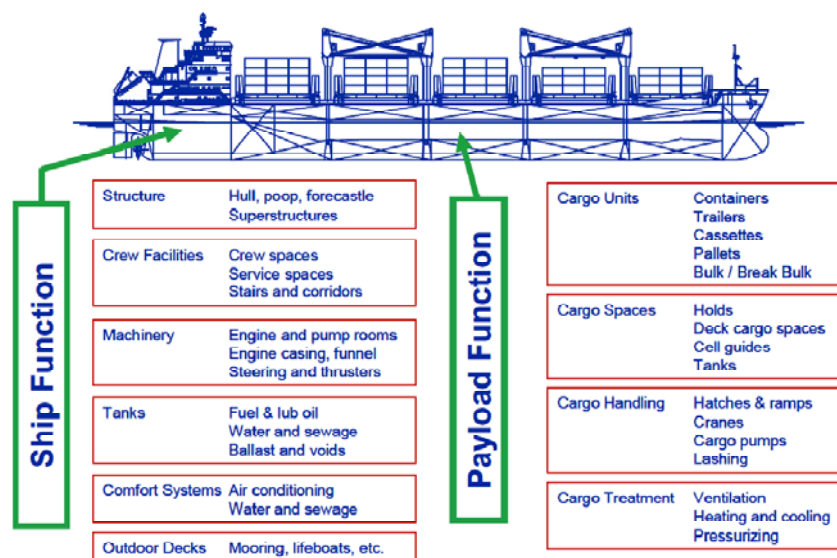 Ship Function
Structure Hull, poop, forecastle
Superstructures
Crew Facilities Crew spaces
Service spaces
Stairs and corridors
Machinery Engine and pump rooms
Engine casing, funnel
Steering and thrusters
Tanks Fuel & lub oil
Water and sewage
Ballast and voids
Comfort Systems Air conditioning
Water and sewage
Outdoor Decks Mooring, lifeboats, etc.
Payload Function
Cargo Units Containers
Trailers
Cassettes
Pallets
Bulk / Break Bulk
Cargo Spaces Holds
Deck cargo spaces
Cell guides
Tanks
Cargo Handling Hatches & ramps
Cranes
Cargo pumps
Lashing
Cargo Treatment Ventilation
Heating and cooling
Pressurizing